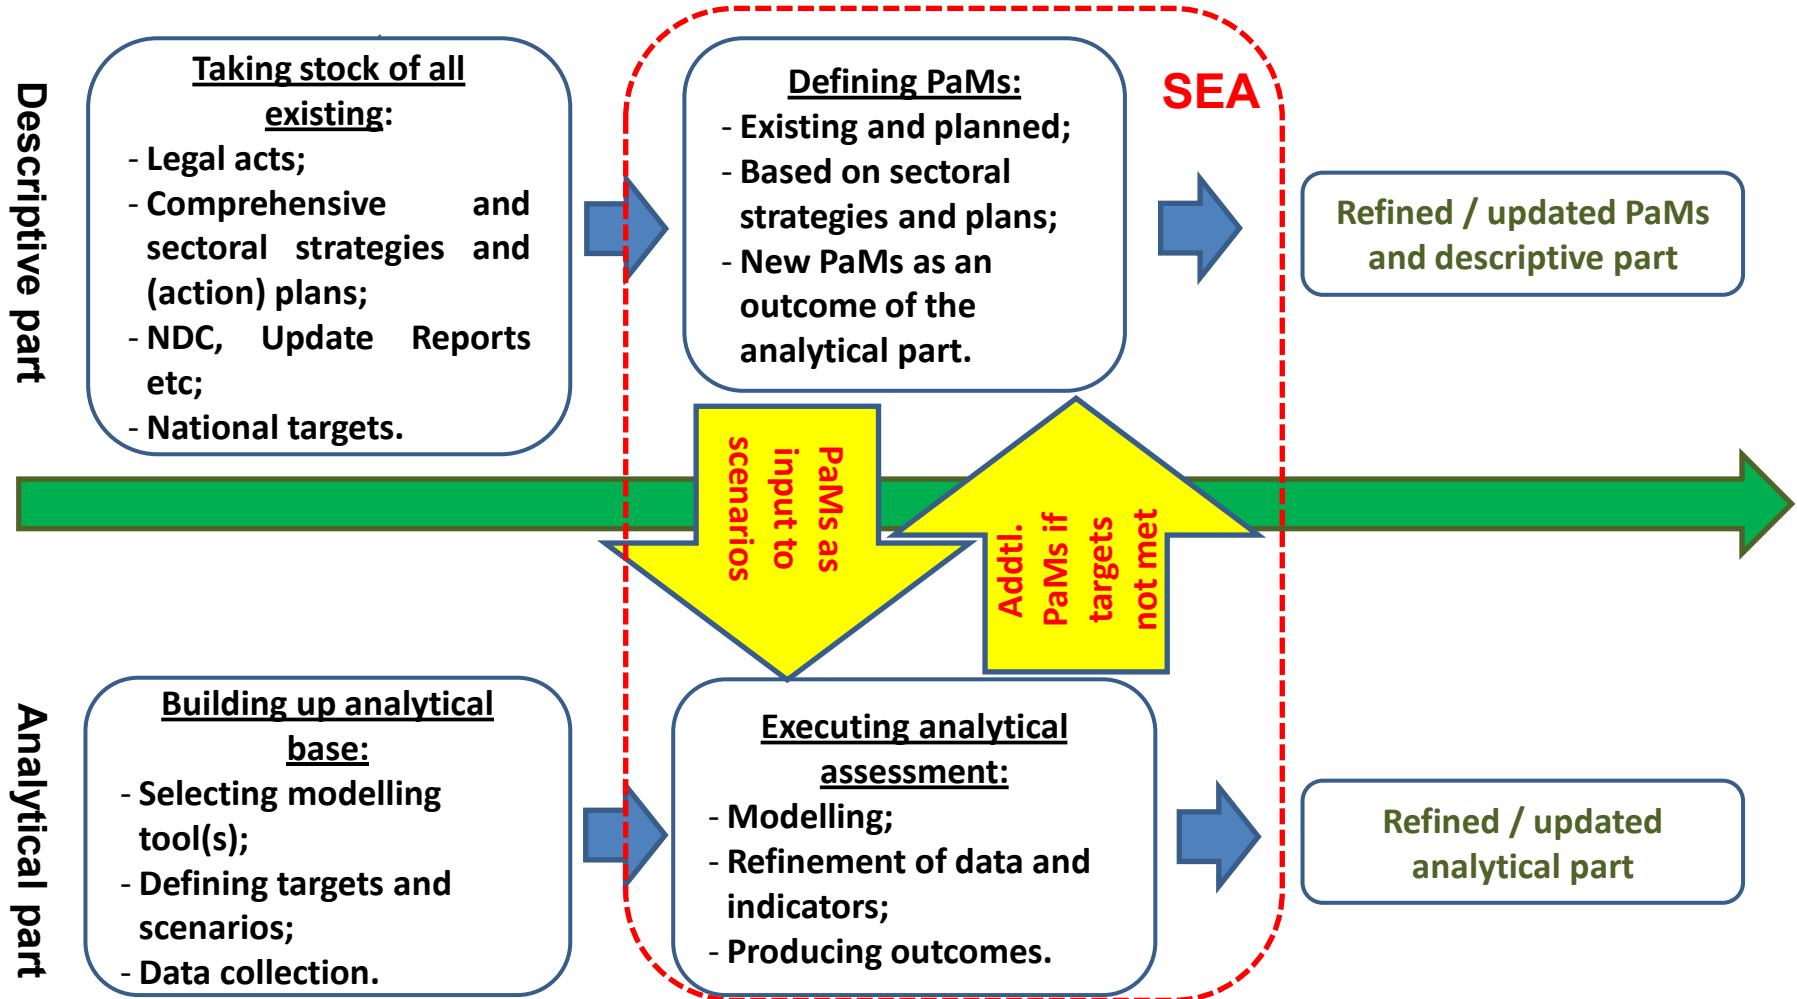 Descriptive part
Taking stock of all
existing:
- Legal acts;
- Comprehensive and
sectoral strategies and
(action) plans;
- NDC, Update Reports
etc;
- National targets.
Defining PaMs:
- Existing and planned;
- Based on sectoral
strategies and plans;
- New PaMs as an
outcome of the
analytical part.
SEA
Refined / updated PaMs
and descriptive part
PaMs as
input to
scenarios
Addtl.
PaMs if
targets
not met
Analytical part
Building up analytical
base:
- Selecting modelling
tool(s);
- Defining targets and
scenarios;
- Data collection.
Executing analytical
assessment:
- Modelling;
- Refinement of data and
indicators;
- Producing outcomes.
Refined / updated
analytical part